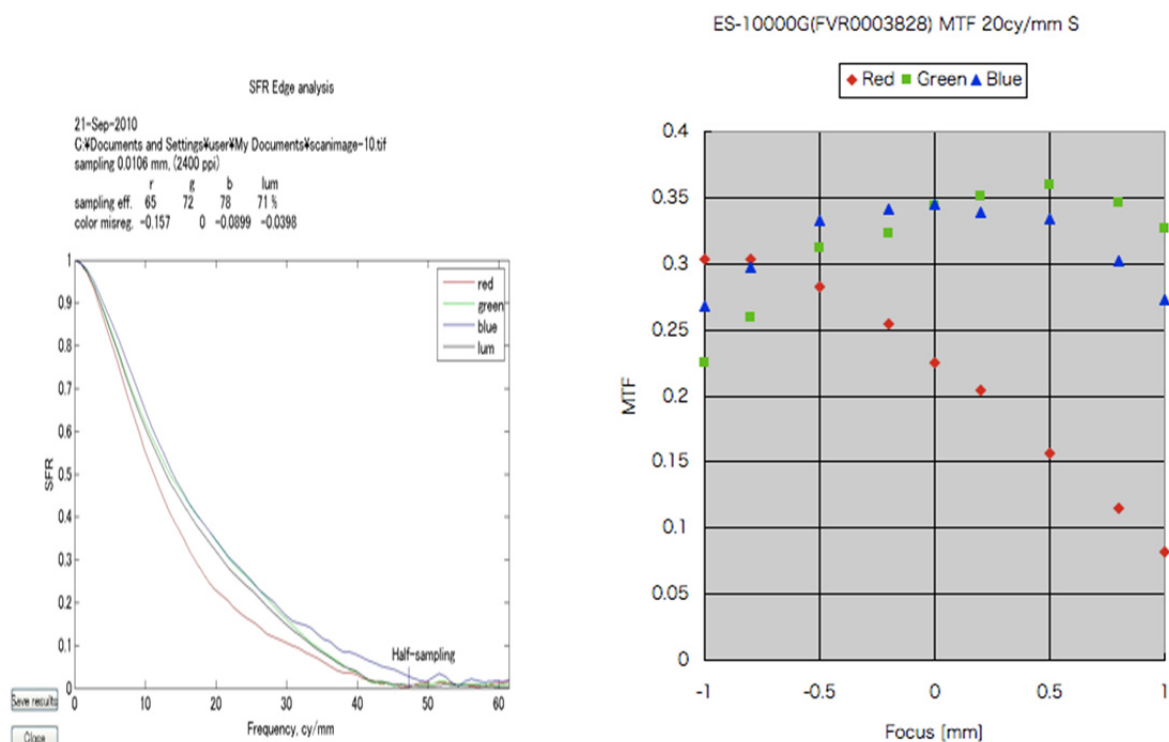 SFR Edge analysis
21-Sep-2010
C:¥Documents and Settings¥user¥My Documents¥scanimage-10.tif
sampling 0.0106 mm, (2400 ppi)
r g b lum
sampling eff. 65 72 78 71 %
color misreg. -0.157 0 -0.0899 -0.0398
red
green
blue
lum
1
0.9
0.8
0.7
0.6
0.5
0.4
0.3
0.2
0.1
0
SFR
Half-sampling
0 10 20 30 40 50 60
Frequency, cy/mm
Save results
Close
ES-10000G(FVR0003828) MTF 20cy/mm S
Red Green Blue
0.4
0.35
0.3
0.25
0.2
0.15
0.1
0.05
0
MTF
-1 -0.5 0 0.5 1
Focus [mm]